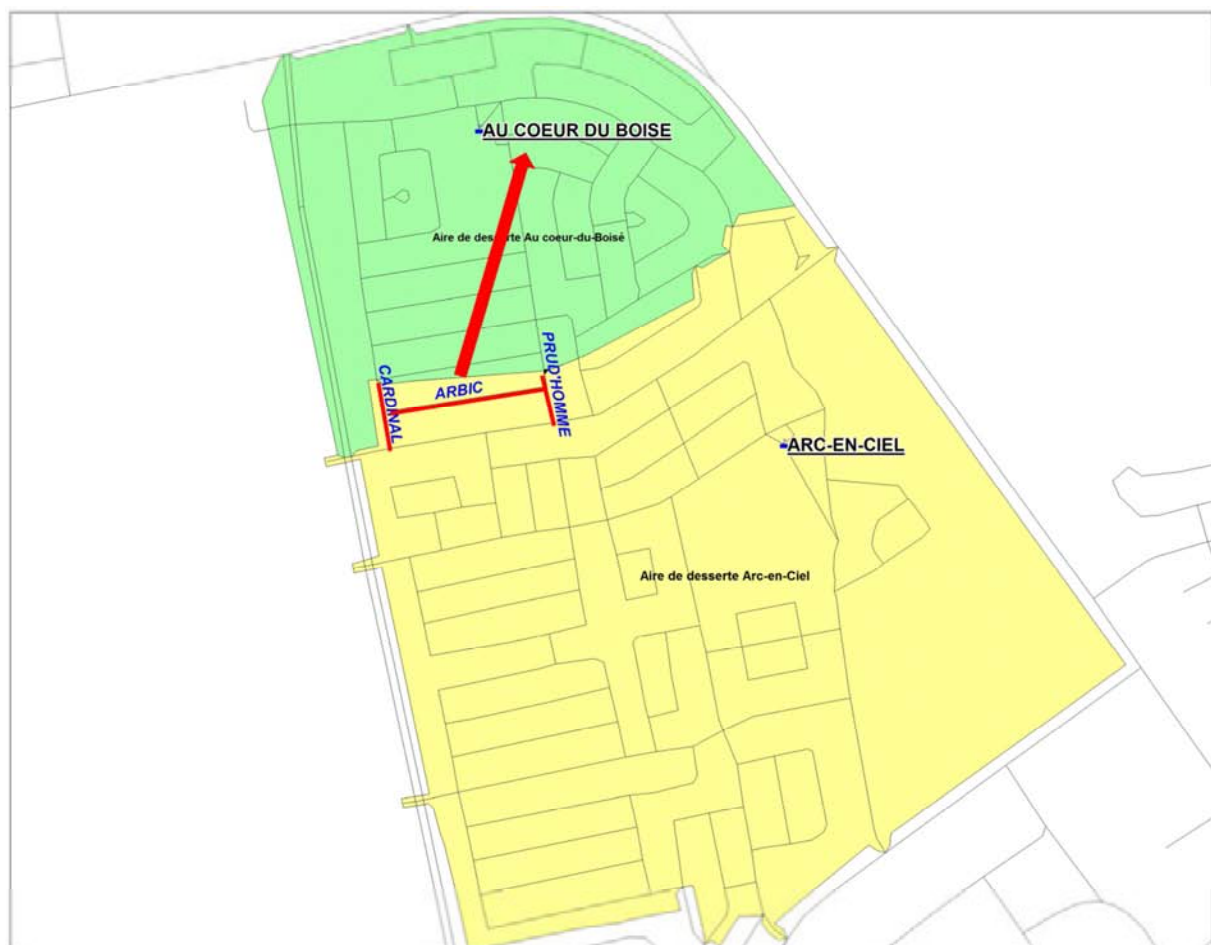 AU COEUR DU BOISE
Aire de desserte Au coeur-du-Boisé
CARDINAL
ARBIC
PRUD'HOMME
ARC-EN-CIEL
Aire de desserte Arc-en-Ciel